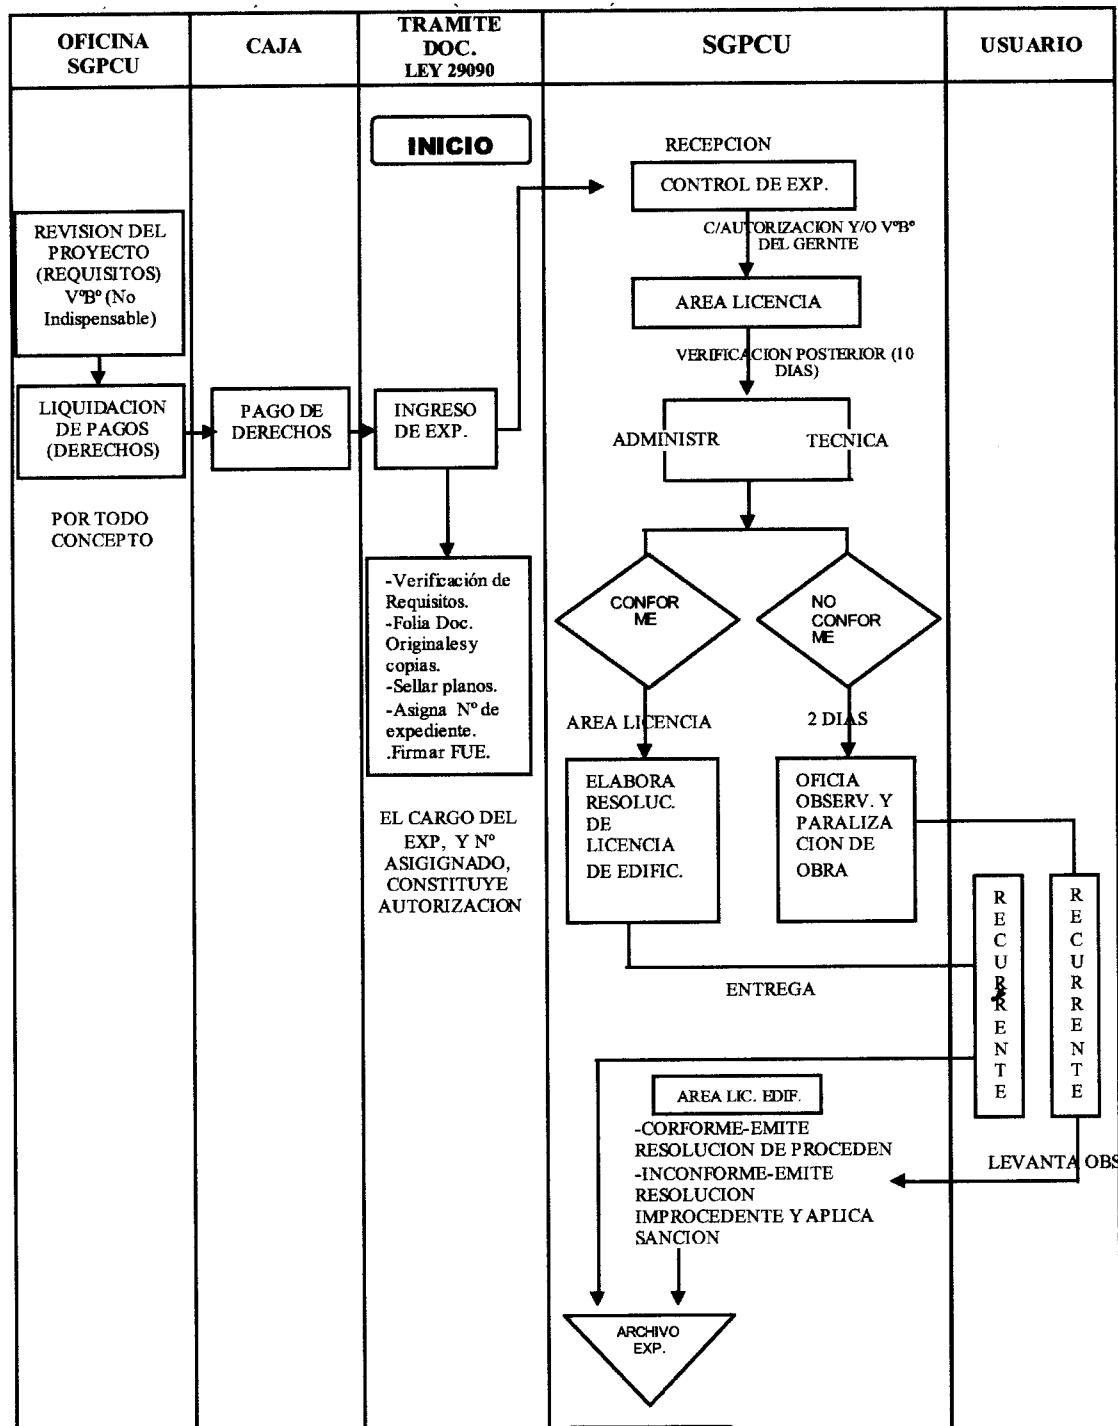 OFICINA
SGPCU
CAJA
TRAMITE
DOC.
LEY 29090
SGPCU
USUARIO
INICIO
RECEPCION
CONTROL DE EXP.
C/AUTORIZACION Y/O VºBº
DEL GERNTE
REVISION DEL
PROYECTO
(REQUISITOS)
VºBº (No
Indispensable)
AREA LICENCIA
VERIFICACION POSTERIOR (10
DIAS)
LIQUIDACION
DE PAGOS
(DERECHOS)
PAGO DE
DERECHOS
INGRESO
DE EXP.
ADMINISTR
TECNICA
POR TODO
CONCEPTO
-Verificación de
Requisitos.
-Folia Doc.
Originales y
copias.
-Sellar planos.
-Asigna Nº de
expediente.
.Firmar FUE.
CONFOR
ME
NO
CONFOR
ME
AREA LICENCIA
2 DIAS
ELABORA
RESOLUC.
DE
LICENCIA
DE EDIFIC.
OFICIA
OBSERV. Y
PARALIZA
CION DE
OBRA
EL CARGO DEL
EXP, Y Nº
ASIGIGNADO,
CONSTITUYE
AUTORIZACION
RECURRENTE
RECURRENTE
ENTREGA
AREA LIC. EDIF.
-CORFORME-EMITE
RESOLUCION DE PROCEDEN
-INCONFORME-EMITE
RESOLUCION
IMPROCEDENTE Y APLICA
SANCION
LEVANTA OBS
ARCHIVO
EXP.